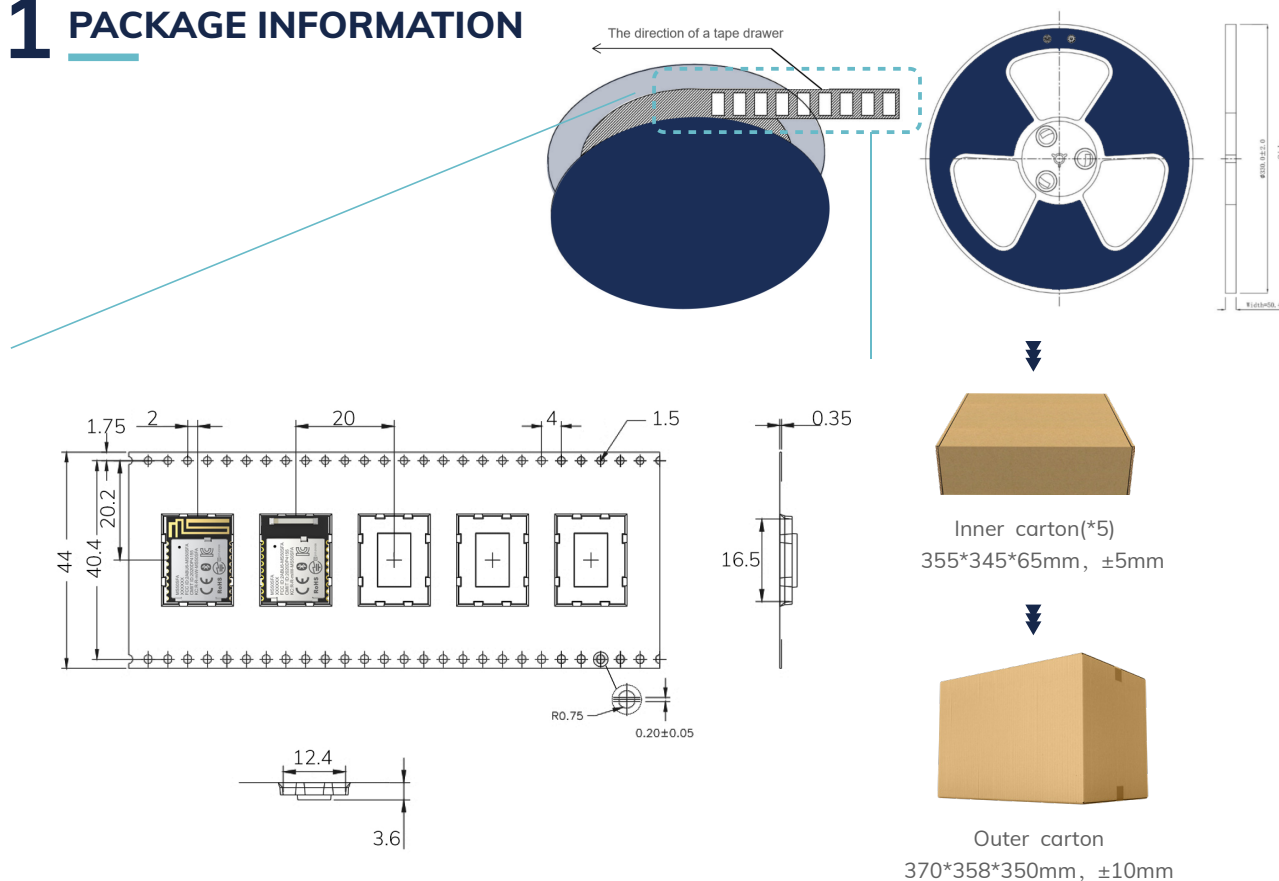 1 PACKAGE INFORMATION
The direction of a tape drawer
1.75
2
20
4
1.5
0.35
20.2
44
40.4
16.5
R0.75
0.20±0.05
12.4
3.6
Inner carton(*5)
355*345*65mm, ±5mm
Outer carton
370*358*350mm, ±10mm
RoHS
RoHS